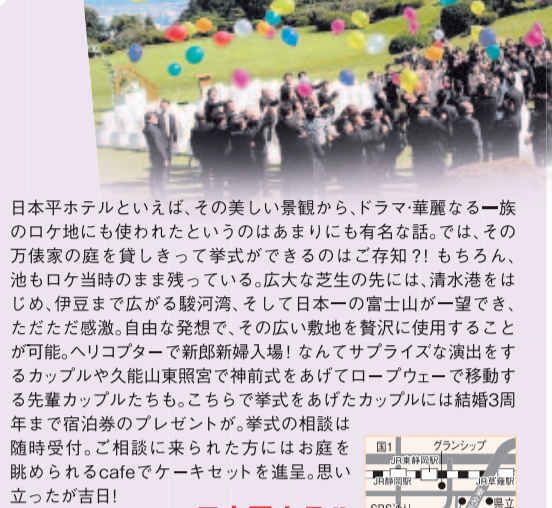 日本平ホテルといえば、その美しい景観から、ドラマ・華麗なる一族
のロケ地にも使われたというのはあまりにも有名な話。では、その
万俵家の庭を貸しきって挙式ができるのはご存知?! もちろん、
池もロケ当時のまま残っている。広大な芝生の先には、清水港をは
じめ、伊豆まで広がる駿河湾、そして日本一の富士山が一望でき、
ただただ感激。自由な発想で、その広い敷地を贅沢に使用すること
が可能。ヘリコプターで新郎新婦入場! なんてサプライズな演出をす
るカップルや久能山東照宮で神前式をあげてロープウェーで移動す
る先輩カップルたちも。こちらで挙式をあげたカップルには結婚3周
年まで宿泊券のプレゼントが。挙式の相談は
随時受付。ご相談に来られた方にはお庭を
眺められるcafeでケーキセットを進呈。思い
立ったが吉日!
国1
グランシップ
JR東静岡駅
JR静岡駅
JR草薙駅
県立